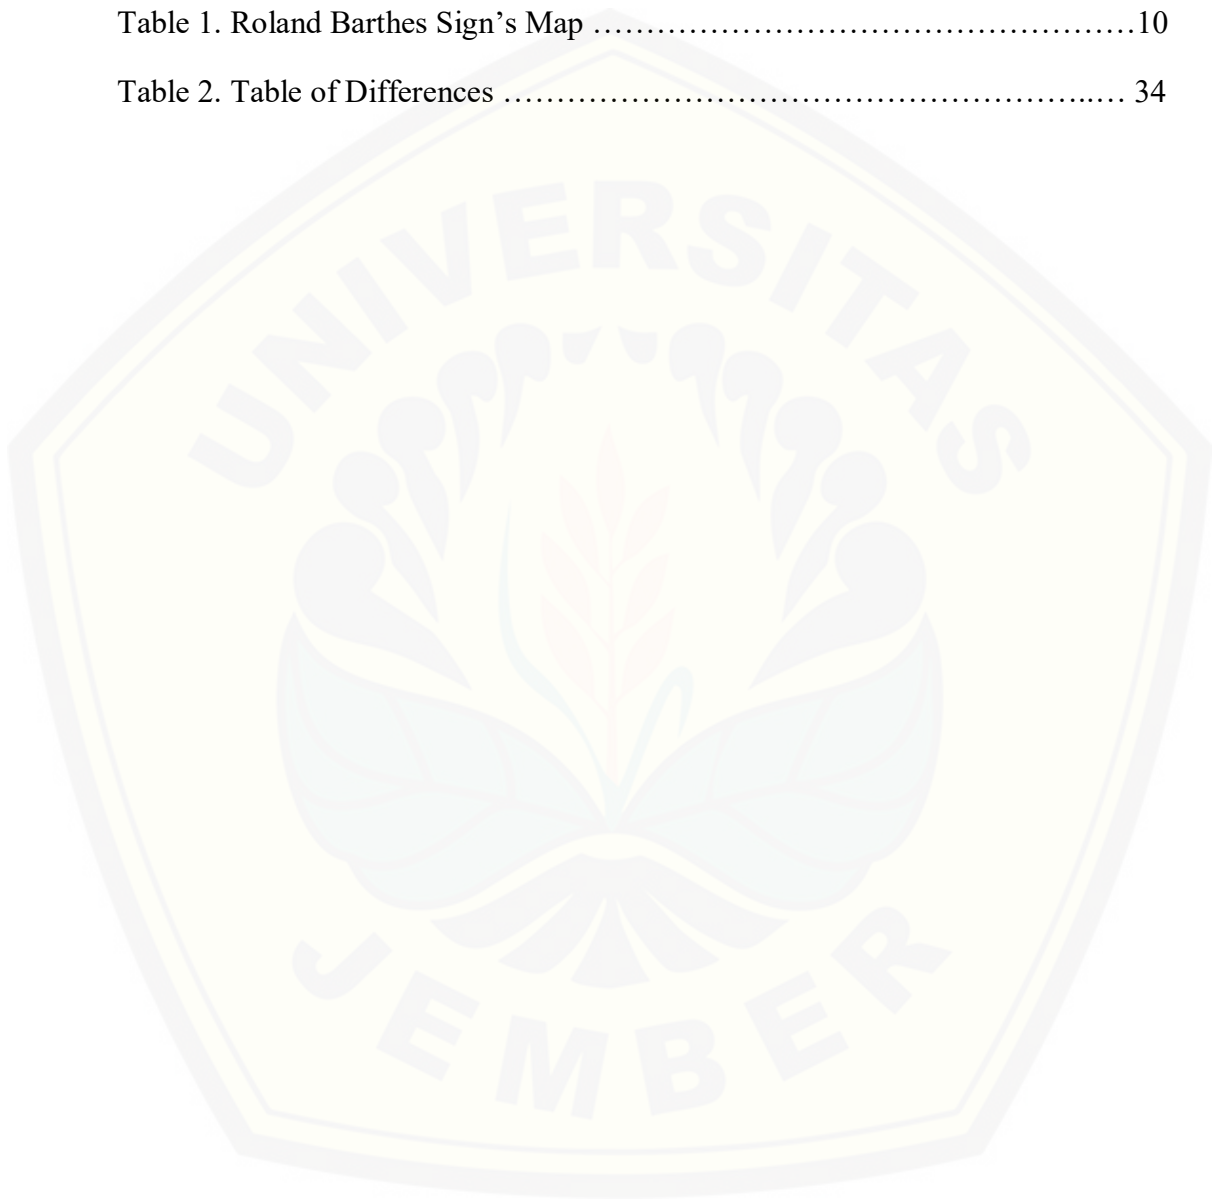 Table 1. Roland Barthes Sign’s Map ……………………………………………10
Table 2. Table of Differences ………………………………………………..… 34
UNIVERSITAS
JEMBER